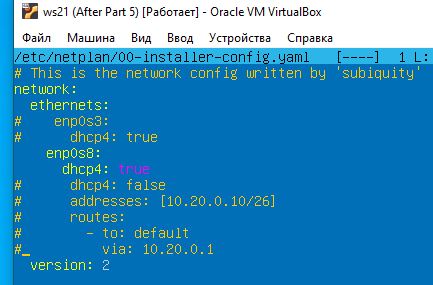 ws21 (After Part 5) [Работает] - Oracle VM VirtualBox
Файл Машина Вид Ввод Устройства Справка
/etc/netplan/00-installer-config.yaml [----] 1 L:
# This is the network config written by 'subiquity'
network:
  ethernets:
#    enp0s3:
#      dhcp4: true
    enp0s8:
      dhcp4: true
#      dhcp4: false
#      addresses: [10.20.0.10/26]
#      routes:
#        - to: default
#_         via: 10.20.0.1
  version: 2